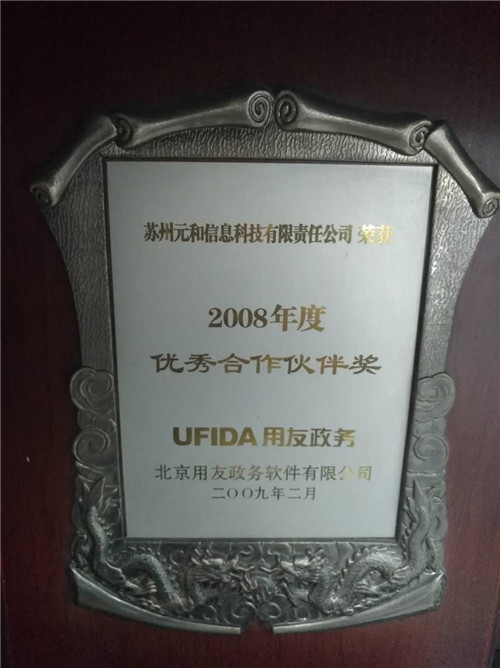 苏州元和信息科技有限责任公司 荣获
2008年度
优秀合作伙伴奖
UFIDA 用友政务
北京用友政务软件有限公司
二〇〇九年二月